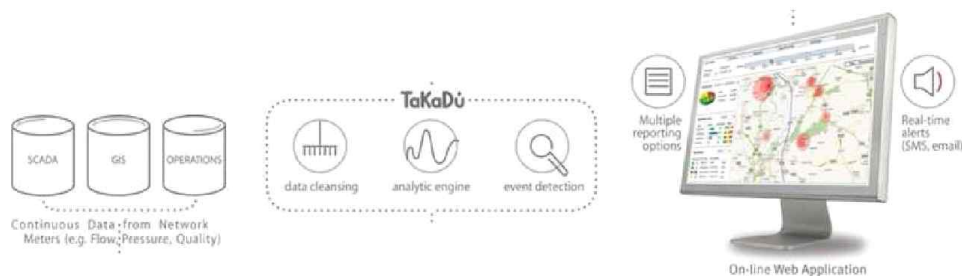 SCADA
GIS
OPERATIONS
Continuous Data from Network
Meters (e.g. Flow, Pressure, Quality)
TaKaDu
data cleansing
analytic engine
event detection
Multiple
reporting
options
Real-time
alerts
(SMS, email)
On-line Web Application